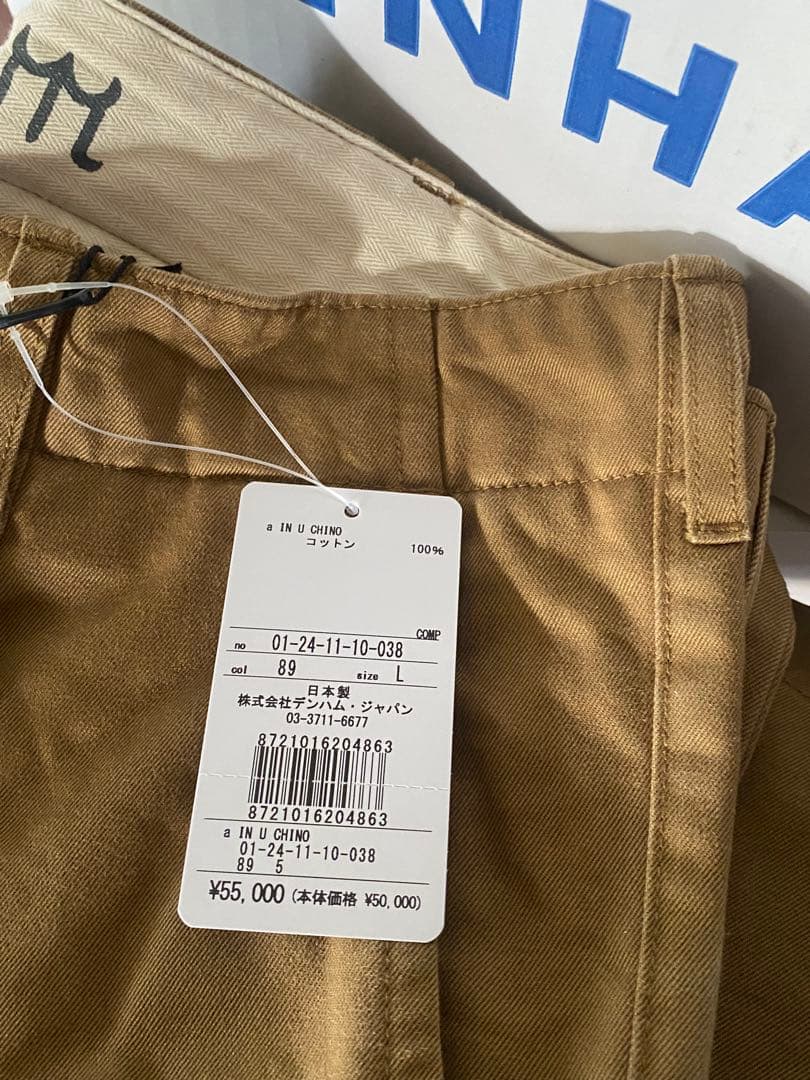 NHA
a IN U CHINO
コットン 100%
COMP
no 01-24-11-10-038
col 89 size L
日本製
株式会社デンハム・ジャパン
03-3711-6677
8721016204863
8721016204863
a IN U CHINO
01-24-11-10-038
89 5
¥55,000 (本体価格 ¥50,000)